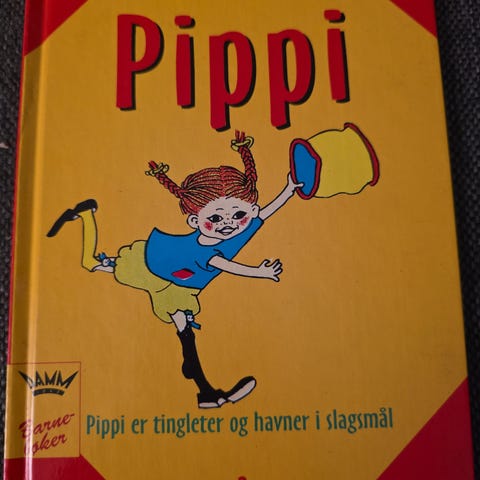 Pippi
DAMM
Barne-
bøker
Pippi er tingleter og havner i slagsmål